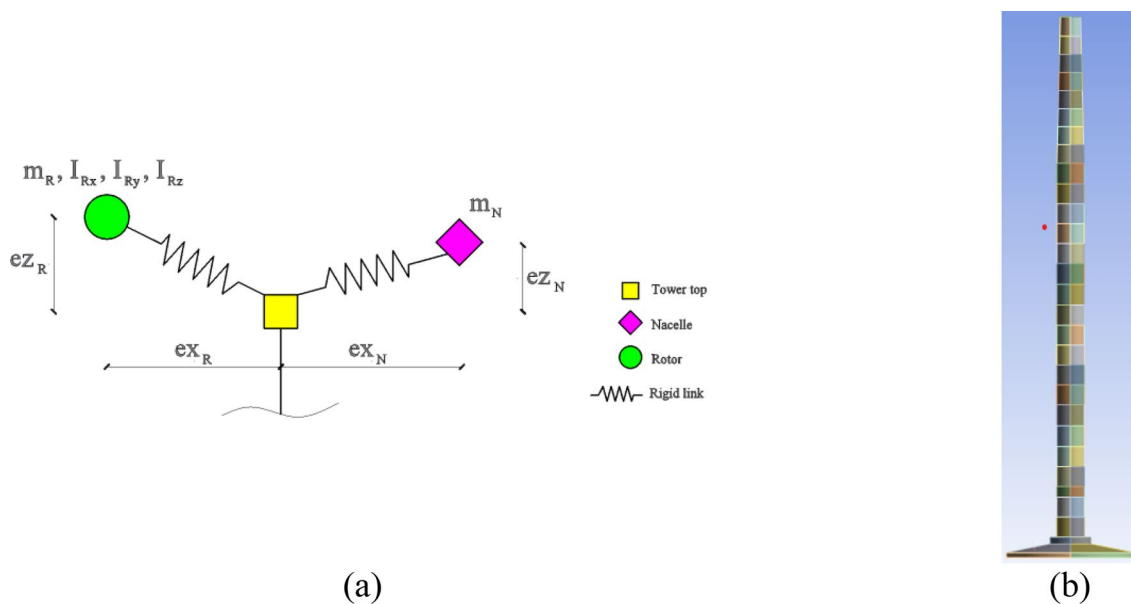 m_R, I_Rx, I_Ry, I_Rz
m_N
ez_R
ez_N
ex_R
ex_N
Tower top
Nacelle
Rotor
Rigid link
(a)
(b)